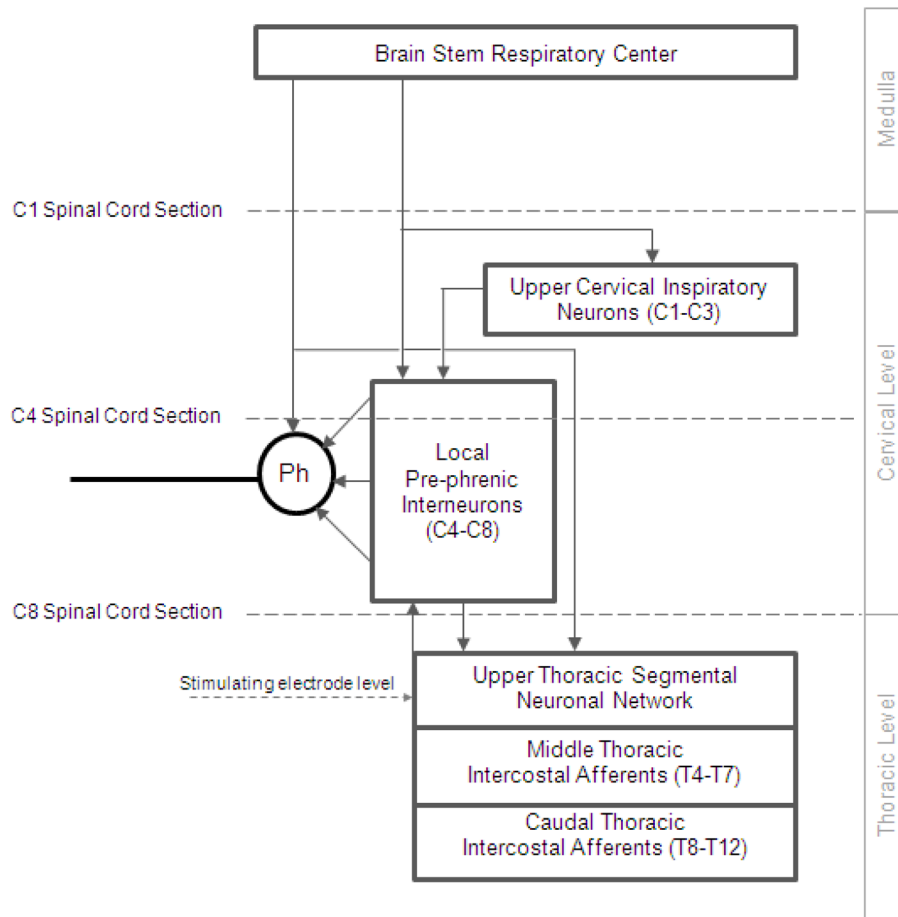 Brain Stem Respiratory Center
Medulla
C1 Spinal Cord Section
Upper Cervical Inspiratory
Neurons (C1-C3)
Cervical Level
C4 Spinal Cord Section
Ph
Local
Pre-phrenic
Interneurons
(C4-C8)
C8 Spinal Cord Section
Stimulating electrode level
Upper Thoracic Segmental
Neuronal Network
Middle Thoracic
Intercostal Afferents (T4-T7)
Thoracic Level
Caudal Thoracic
Intercostal Afferents (T8-T12)